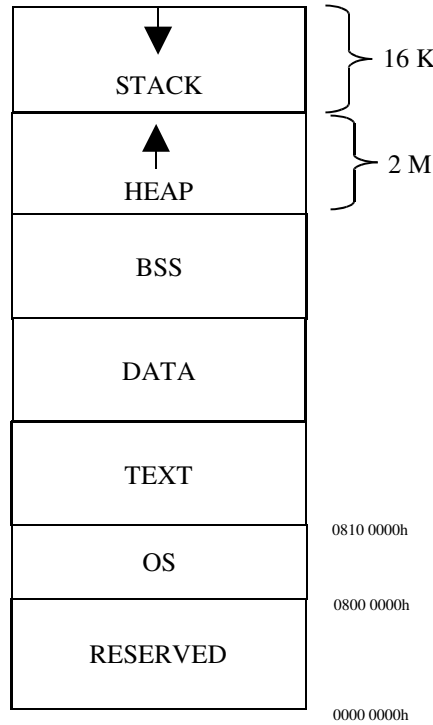 16 K
STACK
2 M
HEAP
BSS
DATA
TEXT
0810 0000h
OS
0800 0000h
RESERVED
0000 0000h